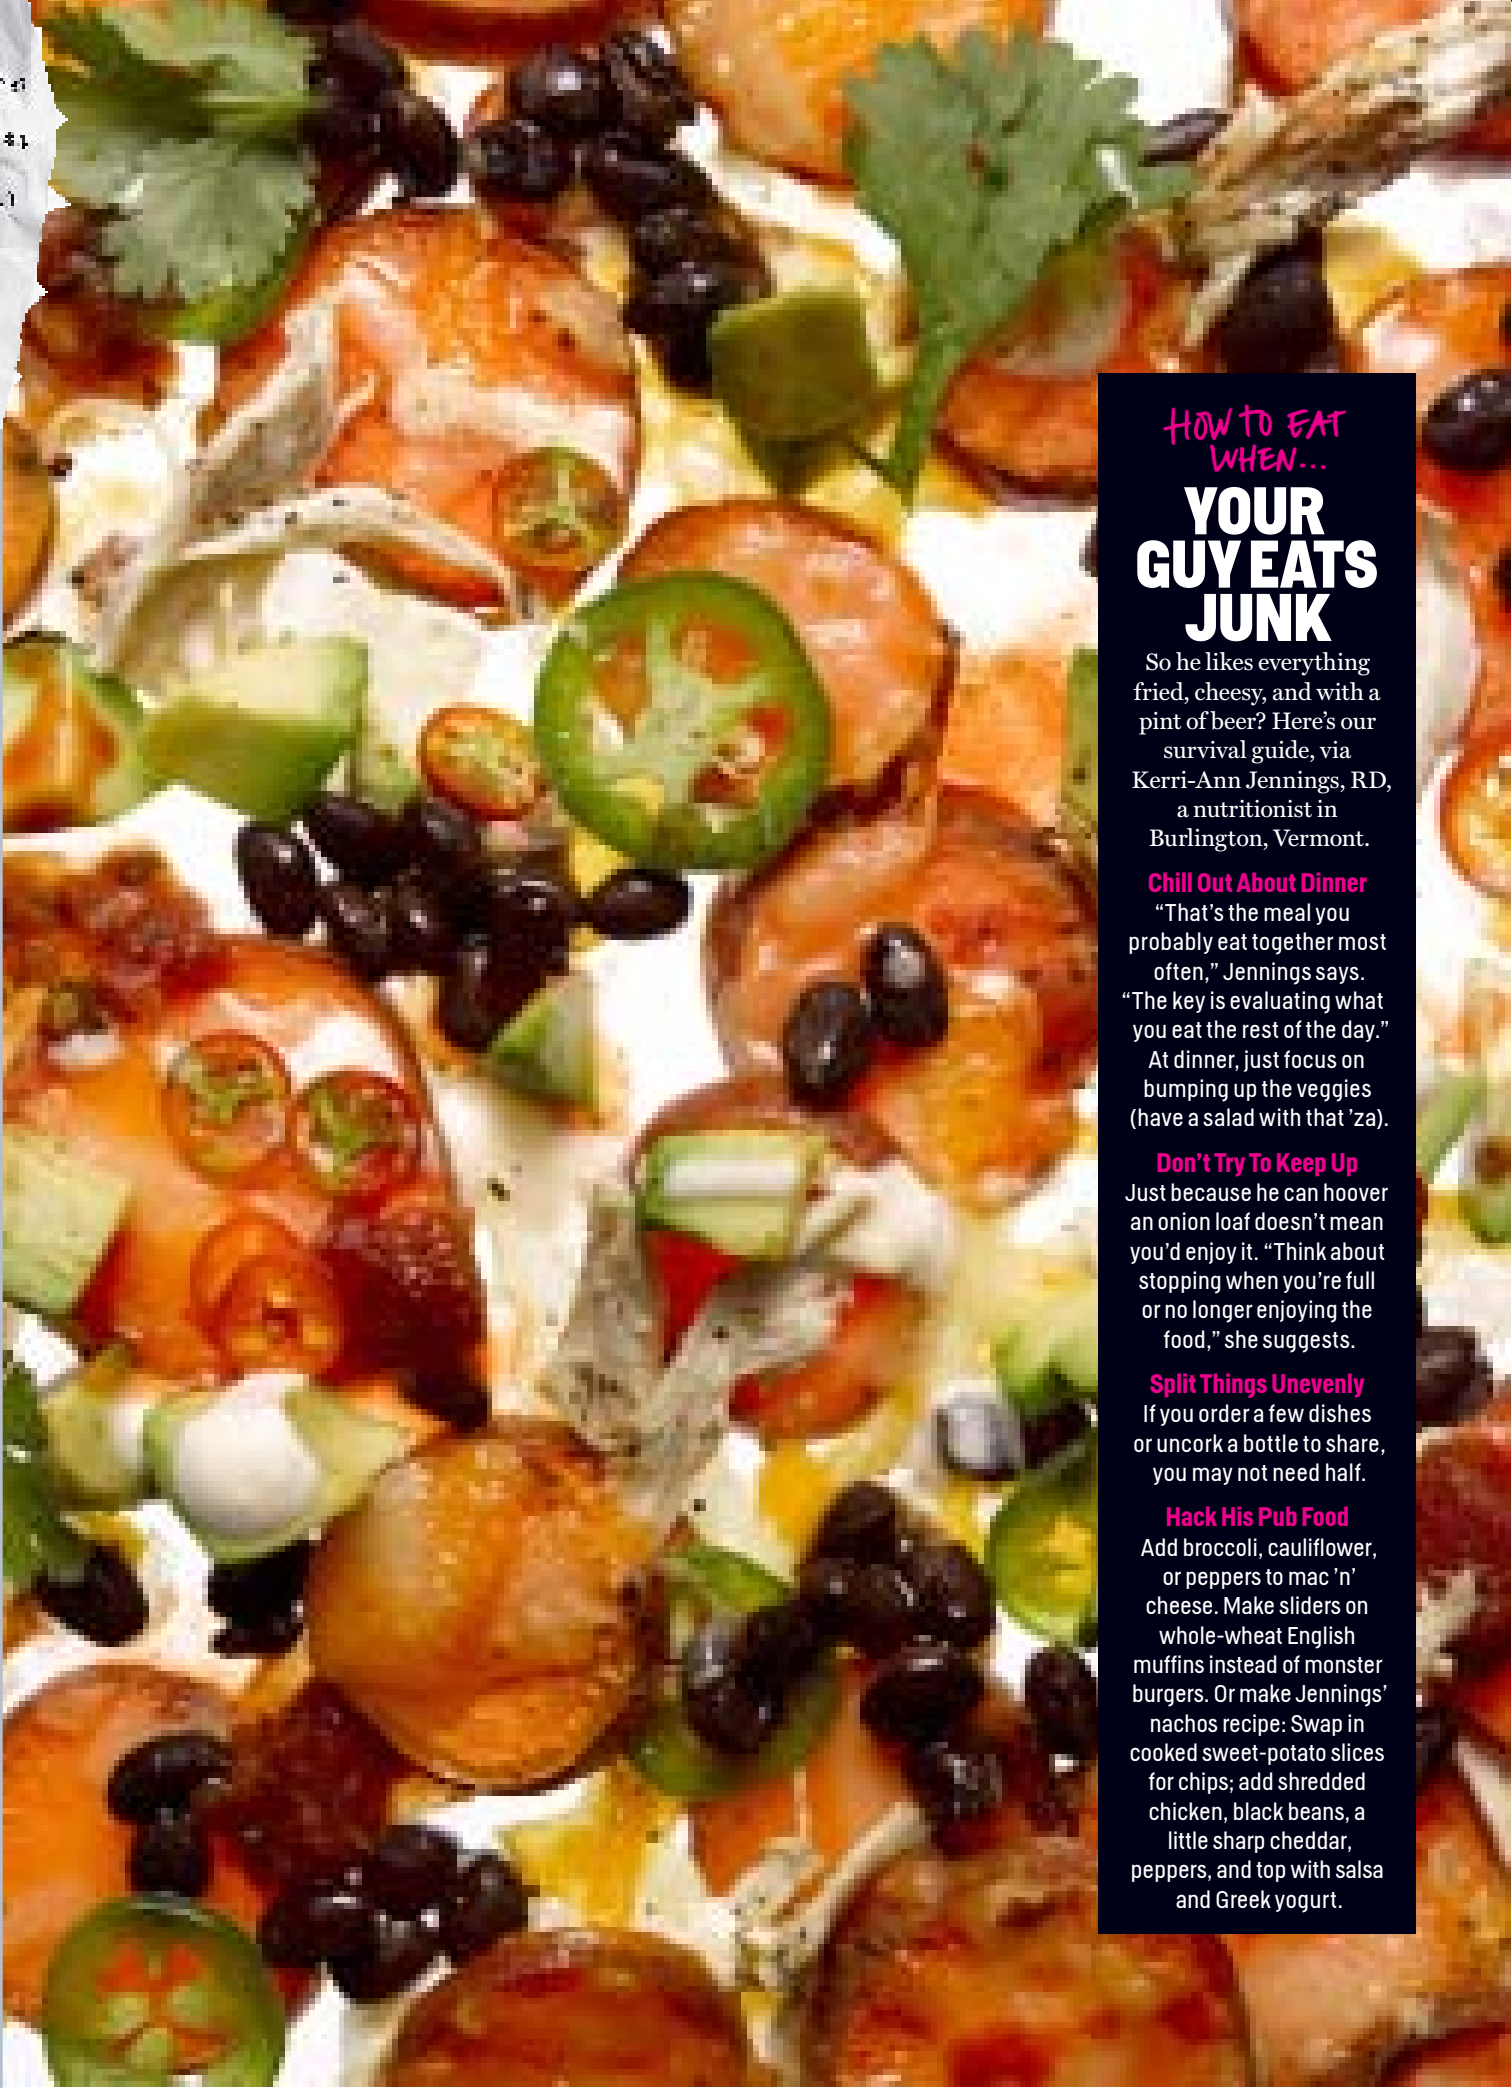 HOW TO EAT
WHEN...
YOUR
GUY EATS
JUNK
So he likes everything
fried, cheesy, and with a
pint of beer? Here’s our
survival guide, via
Kerri-Ann Jennings, RD,
a nutritionist in
Burlington, Vermont.
Chill Out About Dinner
“That’s the meal you
probably eat together most
often,” Jennings says.
“The key is evaluating what
you eat the rest of the day.”
At dinner, just focus on
bumping up the veggies
(have a salad with that ’za).
Don’t Try To Keep Up
Just because he can hoover
an onion loaf doesn’t mean
you’d enjoy it. “Think about
stopping when you’re full
or no longer enjoying the
food,” she suggests.
Split Things Unevenly
If you order a few dishes
or uncork a bottle to share,
you may not need half.
Hack His Pub Food
Add broccoli, cauliflower,
or peppers to mac ’n’
cheese. Make sliders on
whole-wheat English
muffins instead of monster
burgers. Or make Jennings’
nachos recipe: Swap in
cooked sweet-potato slices
for chips; add shredded
chicken, black beans, a
little sharp cheddar,
peppers, and top with salsa
and Greek yogurt.